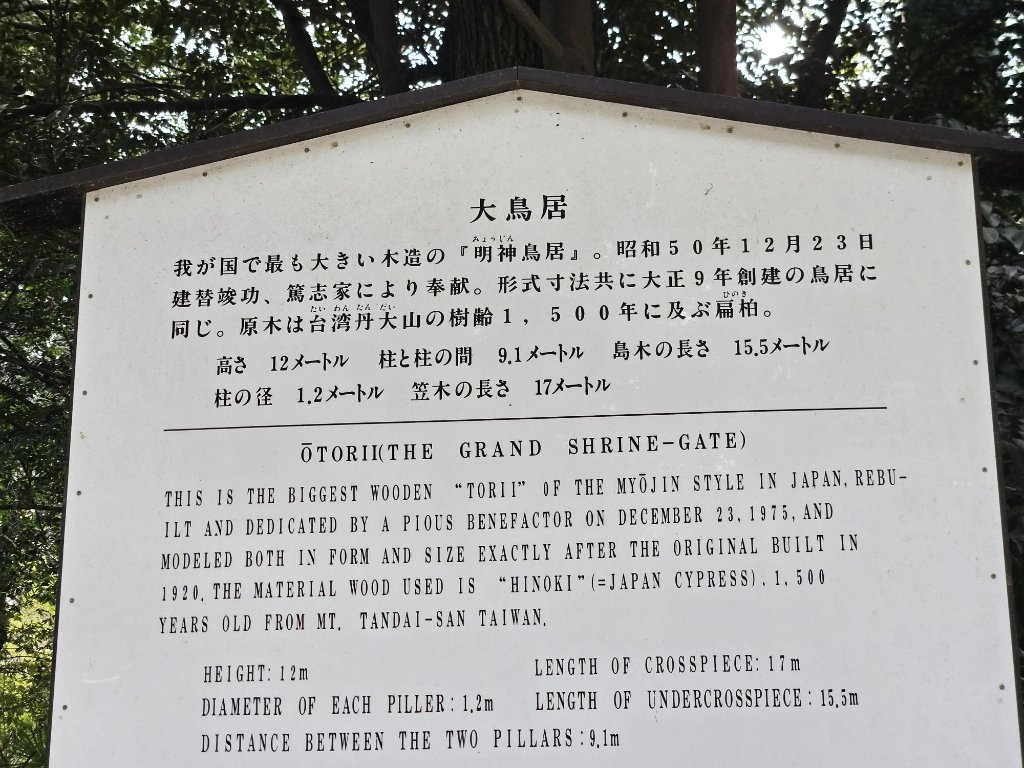 大鳥居
我が国で最も大きい木造の『明神鳥居』。昭和50年12月23日
建替竣功、篤志家により奉献。形式寸法共に大正9年創建の鳥居に
同じ。原木は台湾丹大山の樹齢1,500年に及ぶ扁柏。
高さ 12メートル 柱と柱の間 9.1メートル 島木の長さ 15.5メートル
柱の径 1.2メートル 笠木の長さ 17メートル
ŌTORII(THE GRAND SHRINE-GATE)
THIS IS THE BIGGEST WOODEN “TORII” OF THE MYŌJIN STYLE IN JAPAN, REBU-
ILT AND DEDICATED BY A PIOUS BENEFACTOR ON DECEMBER 23, 1975, AND
MODELED BOTH IN FORM AND SIZE EXACTLY AFTER THE ORIGINAL BUILT IN
1920. THE MATERIAL WOOD USED IS “HINOKI” (=JAPAN CYPRESS). 1,500
YEARS OLD FROM MT. TANDAI-SAN TAIWAN.
HEIGHT: 12m LENGTH OF CROSSPIECE: 17m
DIAMETER OF EACH PILLER: 1.2m LENGTH OF UNDERCROSSPIECE: 15.5m
DISTANCE BETWEEN THE TWO PILLARS: 9.1m